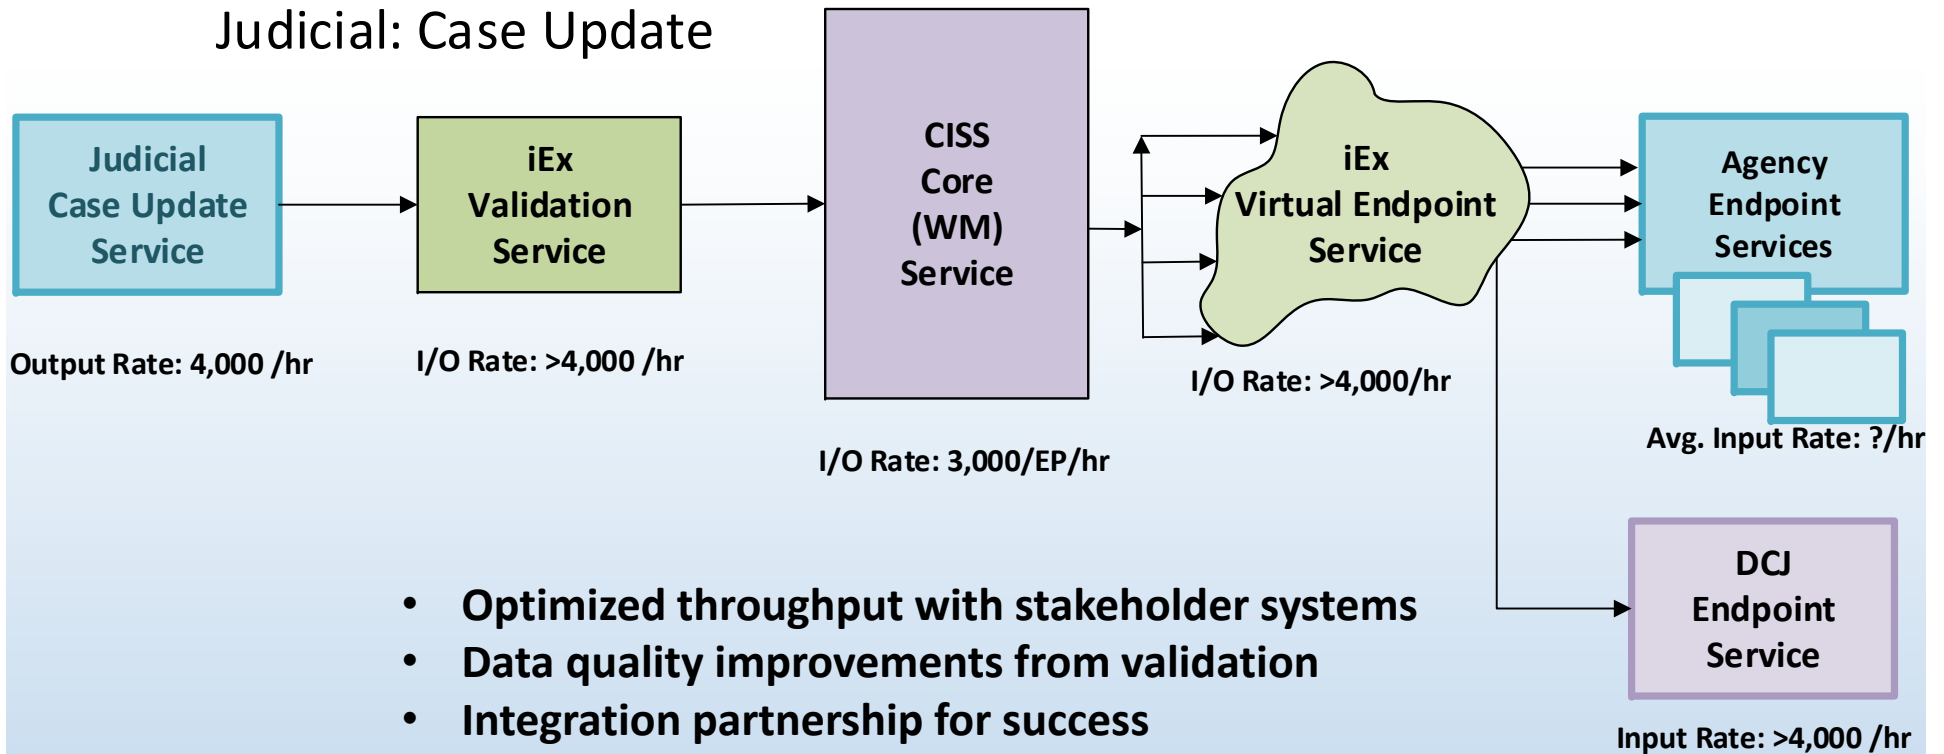 Judicial: Case Update
Judicial
Case Update
Service
Output Rate: 4,000 /hr
iEx
Validation
Service
I/O Rate: >4,000 /hr
CISS
Core
(WM)
Service
I/O Rate: 3,000/EP/hr
iEx
Virtual Endpoint
Service
I/O Rate: >4,000/hr
Agency
Endpoint
Services
Avg. Input Rate: ?/hr
DCJ
Endpoint
Service
Input Rate: >4,000 /hr
• Optimized throughput with stakeholder systems
• Data quality improvements from validation
• Integration partnership for success